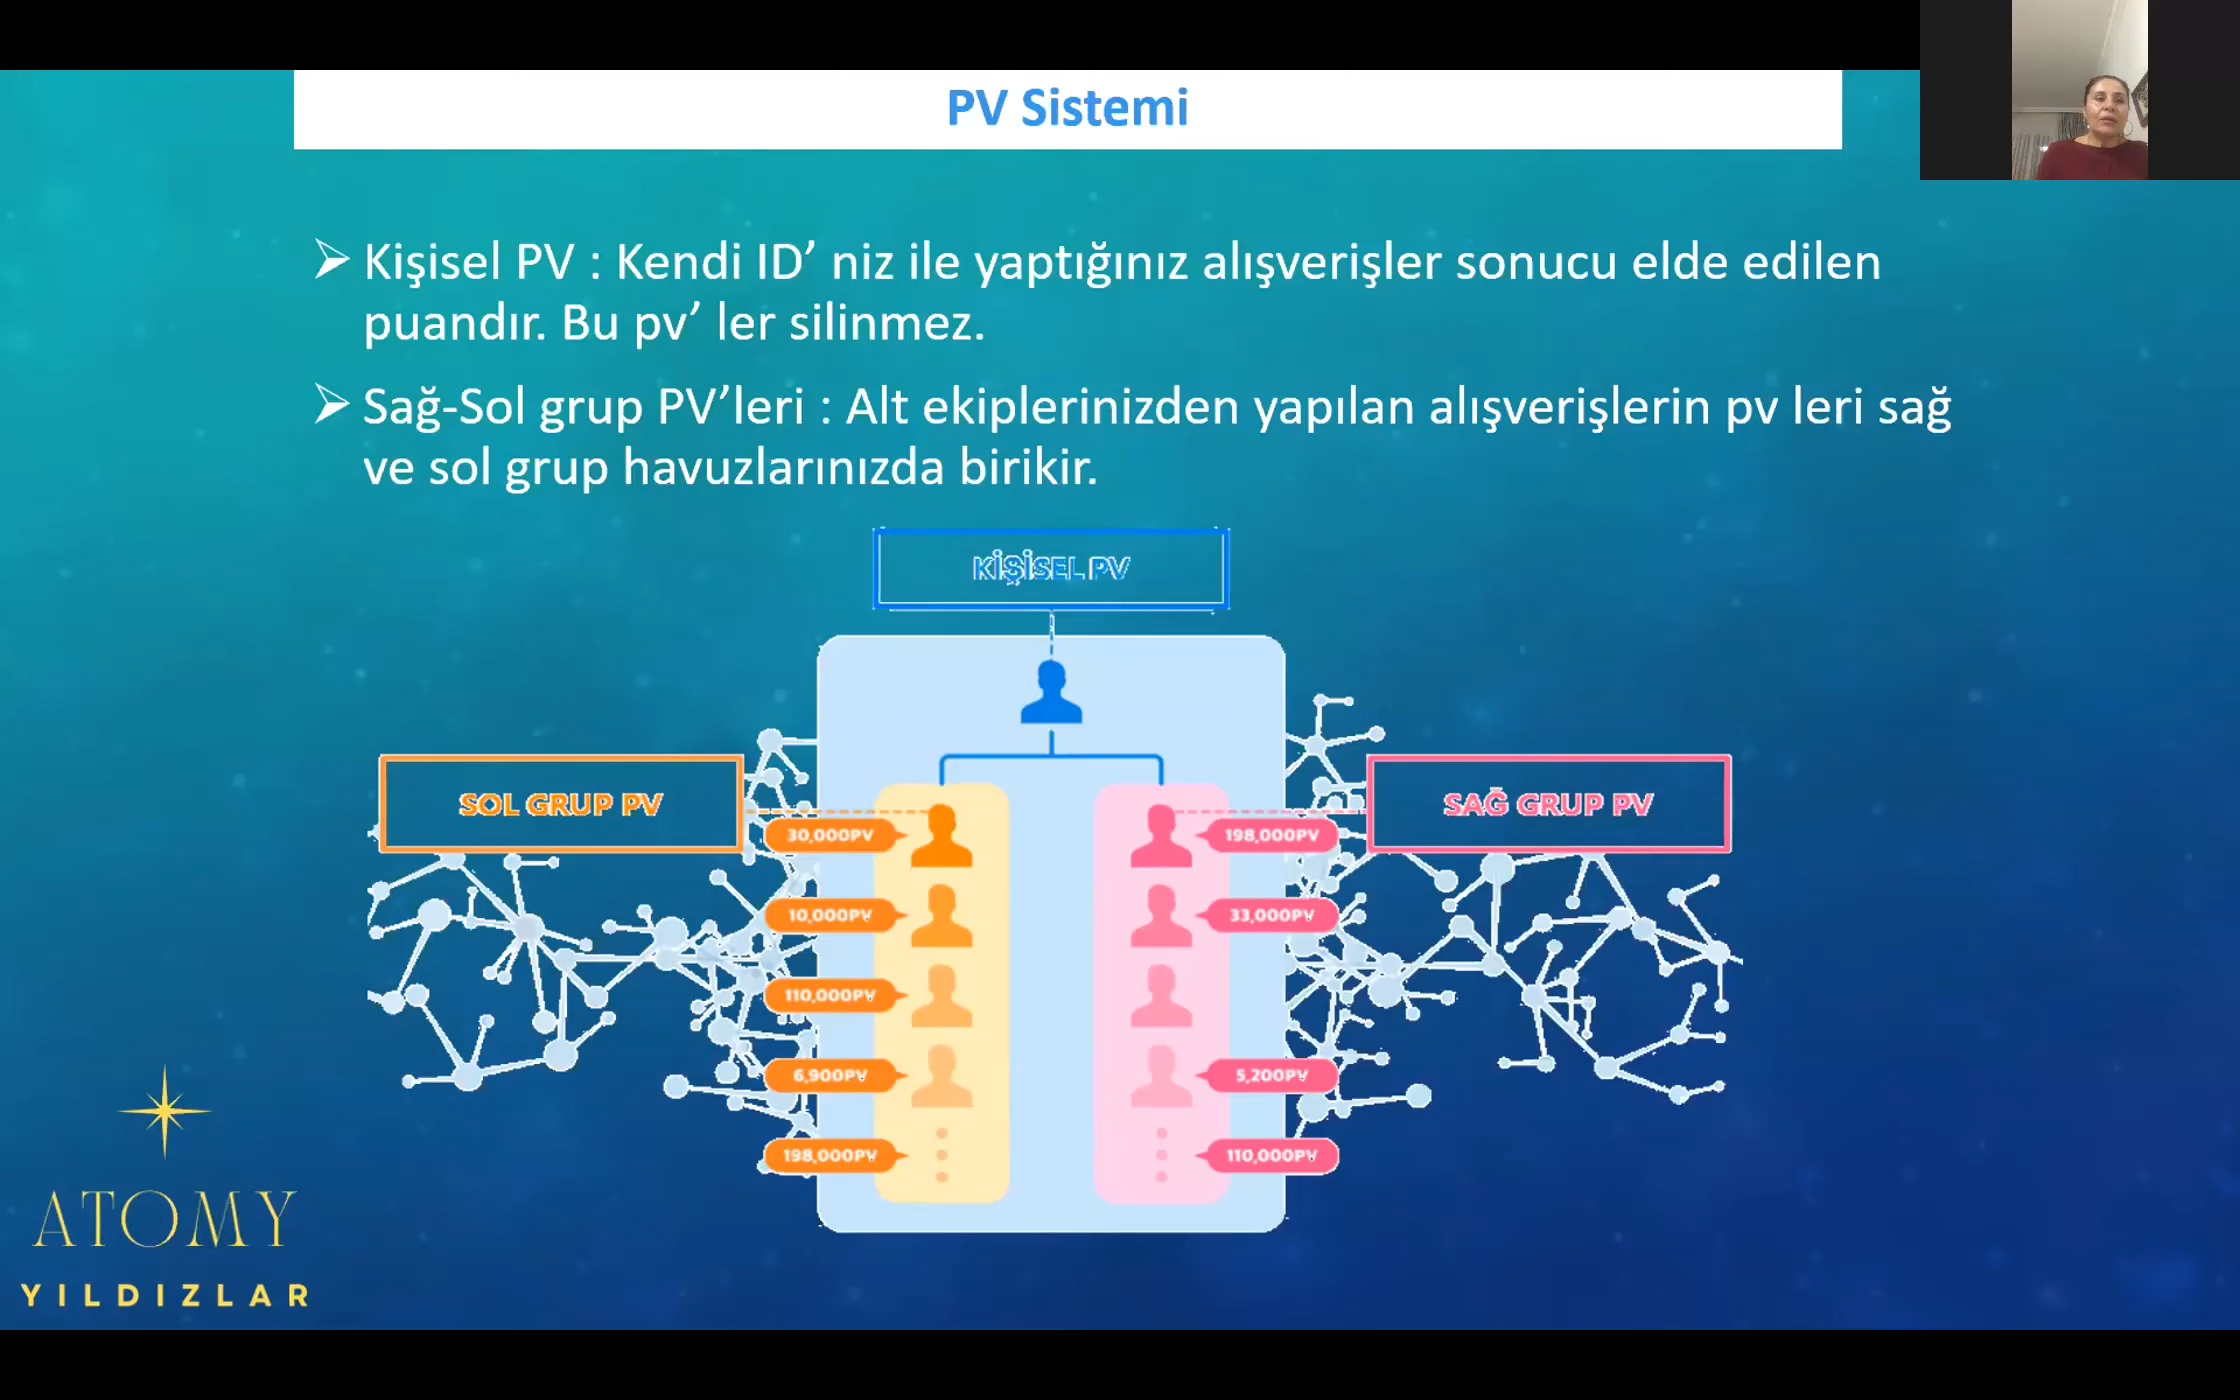 PV Sistemi
➢ Kişisel PV : Kendi ID’ niz ile yaptığınız alışverişler sonucu elde edilen
puandır. Bu pv’ ler silinmez.
➢ Sağ-Sol grup PV’leri : Alt ekiplerinizden yapılan alışverişlerin pv leri sağ
ve sol grup havuzlarınızda birikir.
KİŞİSEL PV
SOL GRUP PV
SAĞ GRUP PV
30,000PV
198,000PV
10,000PV
33,000PV
110,000PV
6,900PV
5,200PV
198,000PV
110,000PV
ATOMY
YILDIZLAR